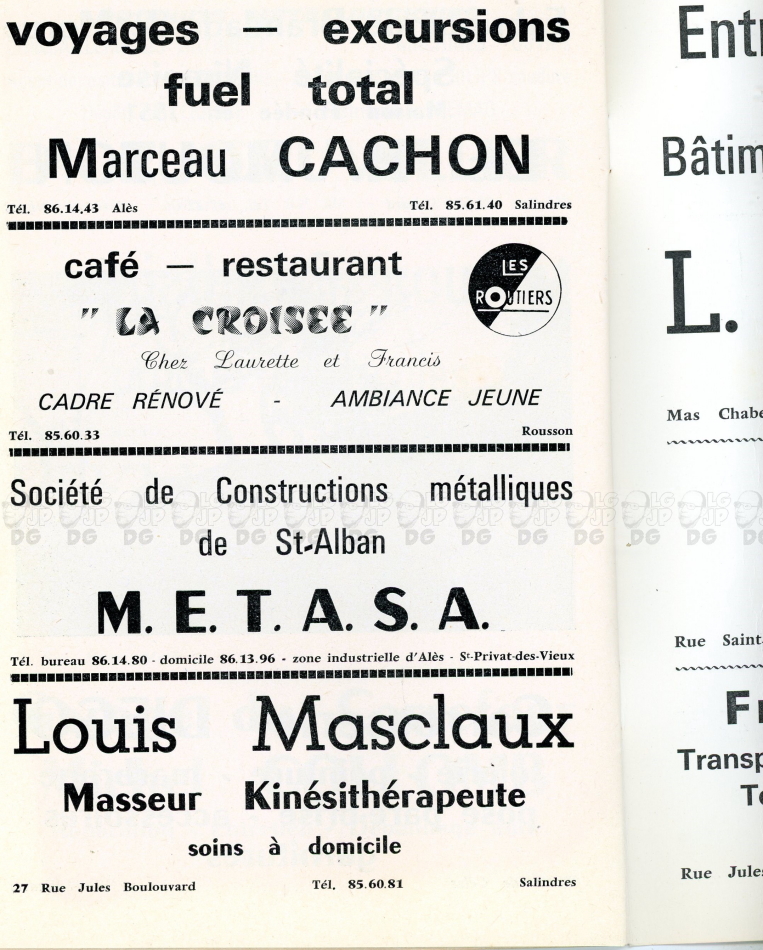 voyages — excursions
fuel total
Marceau CACHON
Tél. 86.14.43 Alès Tél. 85.61.40 Salindres
café — restaurant
LES
ROUTIERS
" LA CROISEE "
Chez Laurette et Francis
CADRE RÉNOVÉ - AMBIANCE JEUNE
Tél. 85.60.33 Rousson
Société de Constructions métalliques
de St-Alban
M. E. T. A. S. A.
Tél. bureau 86.14.80 - domicile 86.13.96 - zone industrielle d'Alès - St-Privat-des-Vieux
Louis Masclaux
Masseur Kinésithérapeute
soins à domicile
27 Rue Jules Boulouvard Tél. 85.60.81 Salindres
Entr
Bâtim
L.
Mas Chabe
Rue Saint
Fr
Transp
Te
Rue Jules